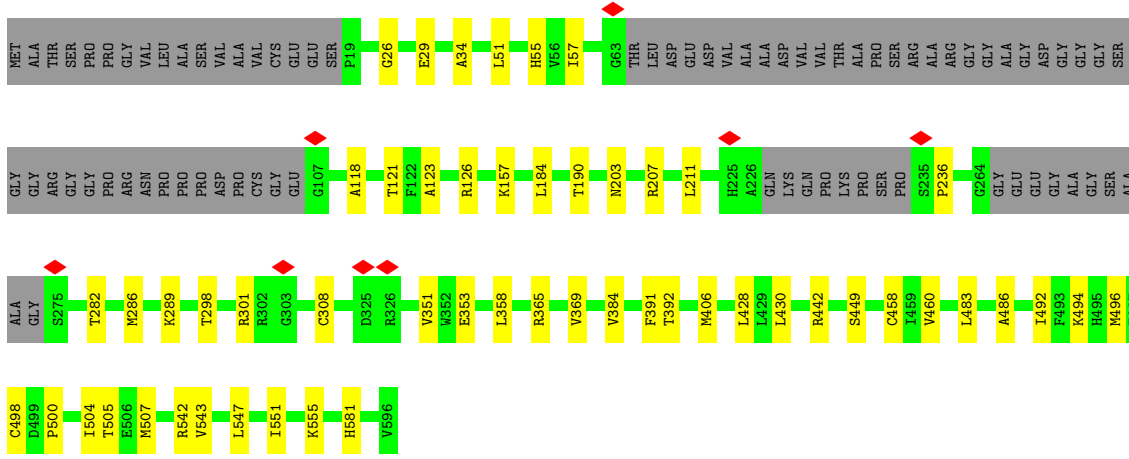 MET ALA THR SER PRO PRO GLY VAL LEU ALA SER VAL ALA VAL CYS GLU GLU SER P19 G26 E29 A34 L51 H55 V56 I57 G63 THR LEU ASP GLU ASP VAL ALA ALA ASP VAL VAL THR ALA PRO SER ARG ALA ARG GLY GLY ALA GLY ASP GLY GLY GLY SER
GLY GLY ARG GLY GLY PRO ARG ASN PRO PRO PRO ASP PRO CYS GLY GLU G107 A118 T121 F122 A123 R126 K157 L184 T190 N203 R207 L211 H225 A226 GLN LYS GLN PRO LYS PRO SER PRO S235 P236 G264 GLY GLU GLU GLY ALA GLY SER ALA
ALA GLY S275 T282 M286 K289 T298 R301 R302 G303 C308 D325 R326 V351 W352 E353 L358 R365 V369 V384 F391 T392 M406 L428 L429 L430 R442 S449 C458 I459 V460 L483 A486 I492 F493 K494 H495 M496
C498 D499 P500 I504 T505 E506 M507 R542 V543 L547 I551 K555 H581 V596